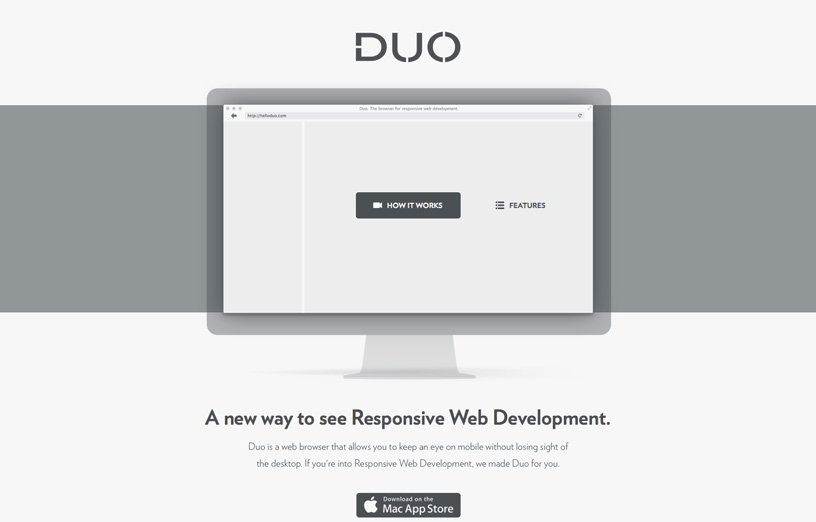 DUO
Duo. The browser for responsive web development.
http://helloduo.com
HOW IT WORKS
FEATURES
A new way to see Responsive Web Development.
Duo is a web browser that allows you to keep an eye on mobile without losing sight of
the desktop. If you're into Responsive Web Development, we made Duo for you.
Download on the
Mac App Store